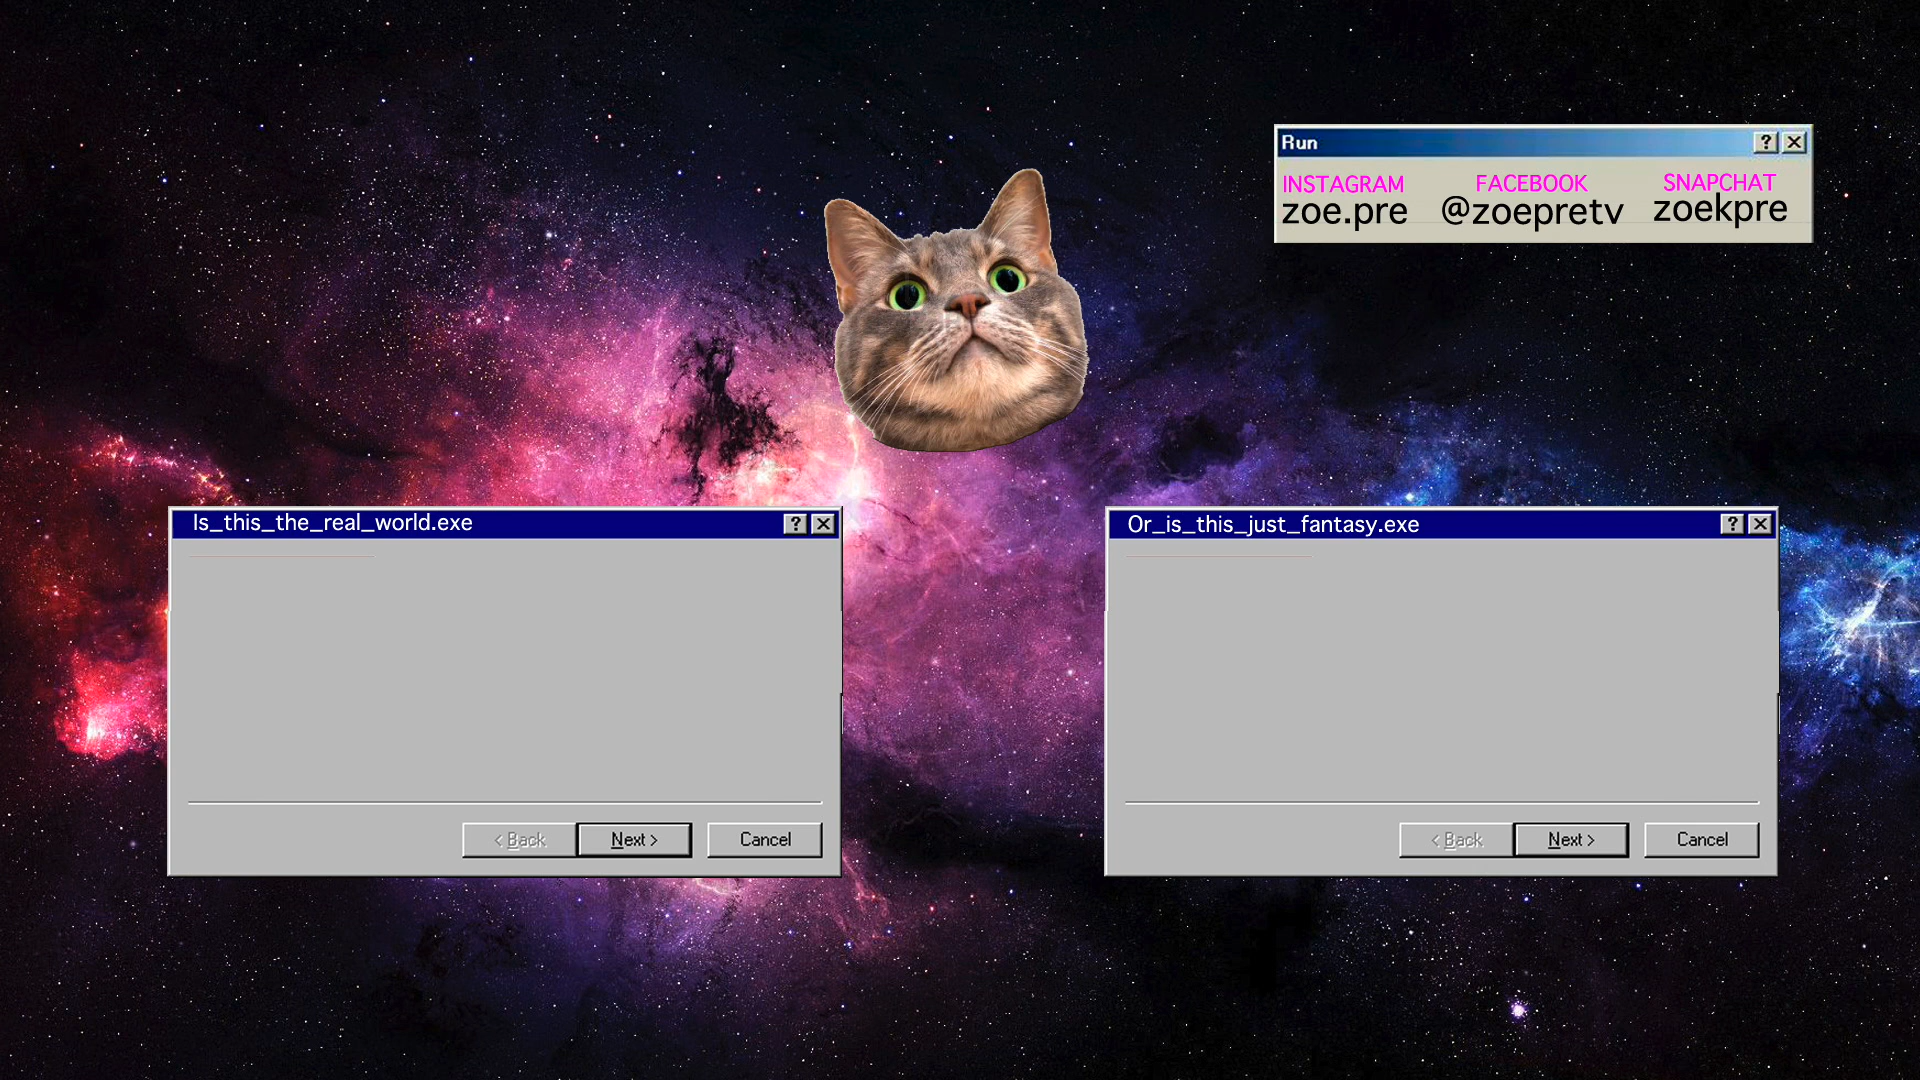 Run
?
INSTAGRAM FACEBOOK SNAPCHAT
zoe.pre @zoepretv zoekpre
Is_this_the_real_world.exe
?
Or_is_this_just_fantasy.exe
?
< Back Next > Cancel
< Back Next > Cancel